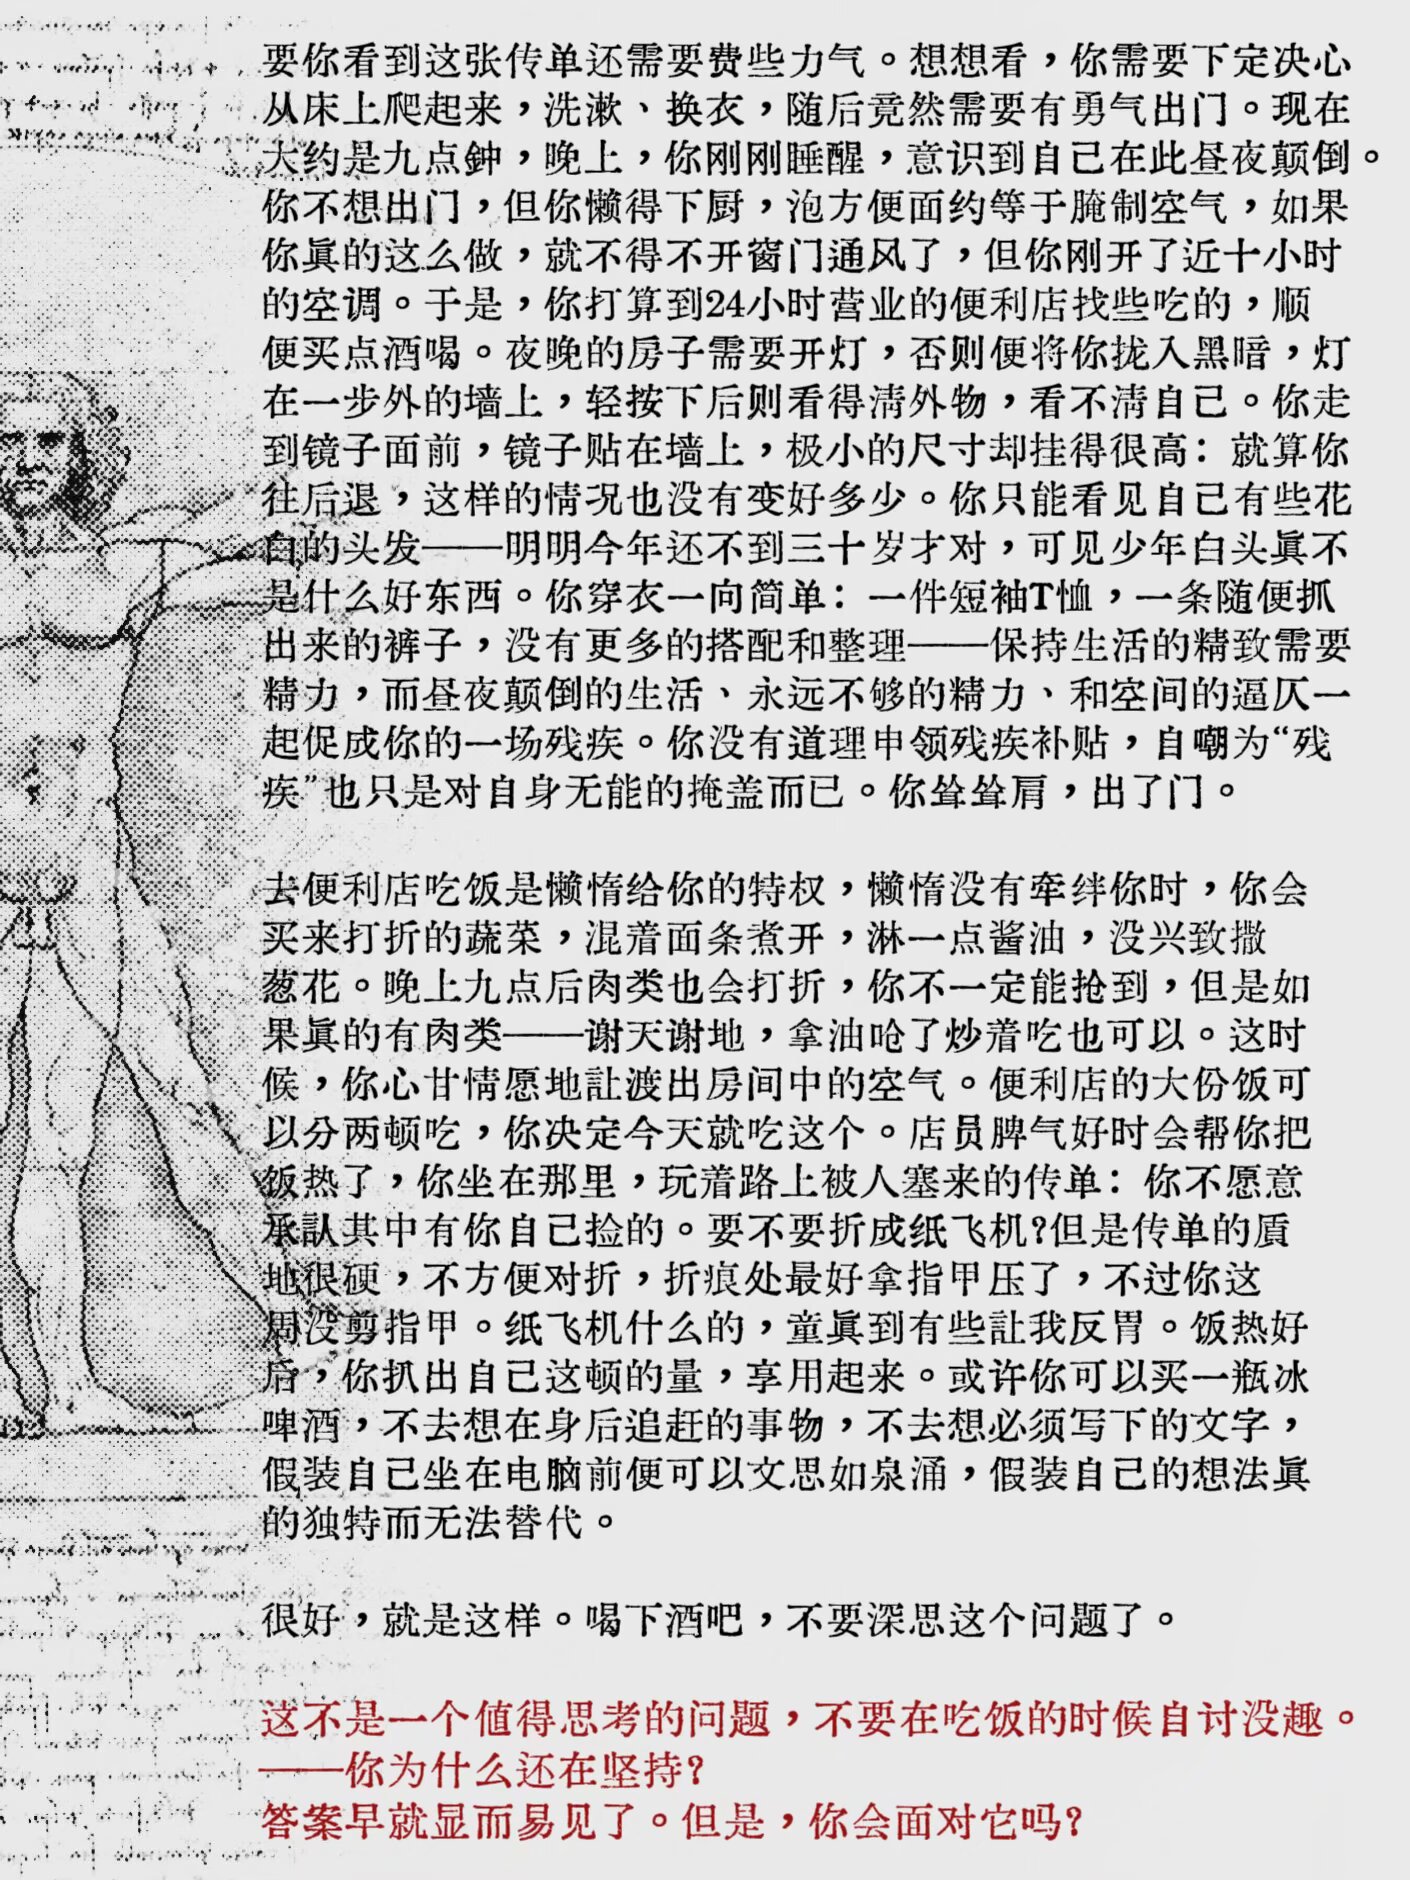 要你看到这张传单还需要费些力气。想想看，你需要下定决心
从床上爬起来，洗漱、换衣，随后竟然需要有勇气出门。现在
大约是九点鈡，晚上，你刚刚睡醒，意识到自己在此昼夜颠倒。
你不想出门，但你懒得下厨，泡方便面约等于腌制空气，如果
你眞的这么做，就不得不开窗门通风了，但你刚开了近十小时
的空调。于是，你打算到24小时营业的便利店找些吃的，顺
便买点酒喝。夜晚的房子需要开灯，否则便将你拢入黑暗，灯
在一步外的墙上，轻按下后则看得淸外物，看不淸自己。你走
到镜子面前，镜子贴在墙上，极小的尺寸却挂得很高：就算你
往后退，这样的情况也没有变好多少。你只能看见自己有些花
白的头发——明明今年还不到三十岁才对，可见少年白头眞不
是什么好东西。你穿衣一向简单：一件短袖T恤，一条随便抓
出来的裤子，没有更多的搭配和整理——保持生活的精致需要
精力，而昼夜颠倒的生活、永远不够的精力、和空间的逼仄一
起促成你的一场残疾。你没有道理申领残疾补贴，自嘲为“残
疾”也只是对自身无能的掩盖而已。你耸耸肩，出了门。
去便利店吃饭是懒惰给你的特权，懒惰没有牵绊你时，你会
买来打折的蔬菜，混着面条煮开，淋一点酱油，没兴致撒
葱花。晚上九点后肉类也会打折，你不一定能抢到，但是如
果眞的有肉类——谢天谢地，拿油呛了炒着吃也可以。这时
候，你心甘情愿地訨渡出房间中的空气。便利店的大份饭可
以分两顿吃，你决定今天就吃这个。店员脾气好时会帮你把
饭热了，你坐在那里，玩着路上被人塞来的传单：你不愿意
承認其中有你自己捡的。要不要折成纸飞机?但是传单的質
地很硬，不方便对折，折痕处最好拿指甲压了，不过你这
周没剪指甲。纸飞机什么的，童眞到有些訨我反胃。饭热好
后，你扒出自己这顿的量，享用起来。或许你可以买一瓶冰
啤酒，不去想在身后追赶的事物，不去想必须写下的文字，
假装自己坐在电脑前便可以文思如泉涌，假装自己的想法眞
的独特而无法替代。
很好，就是这样。喝下酒吧，不要深思这个问题了。
这不是一个值得思考的问题，不要在吃饭的时候自讨没趣。
——你为什么还在坚持?
答案早就显而易见了。但是，你会面对它吗?